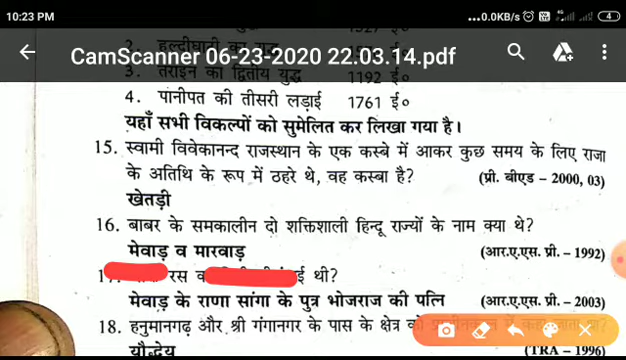 10:23 PM
...0.0KB/s
4
CamScanner 06-23-2020 22.03.14.pdf
2. हल्दीघाटी का युद्ध
3. तराइन का द्वितीय युद्ध 1192 ई०
4. पानीपत की तीसरी लड़ाई 1761 ई०
यहाँ सभी विकल्पों को सुमेलित कर लिखा गया है।
15. स्वामी विवेकानन्द राजस्थान के एक कस्बे में आकर कुछ समय के लिए राजा
के अतिथि के रूप में ठहरे थे, वह कस्बा है? (प्री. बीएड – 2000, 03)
खेतड़ी
16. बाबर के समकालीन दो शक्तिशाली हिन्दू राज्यों के नाम क्या थे?
मेवाड़ व मारवाड़ (आर.ए.एस. प्री.– 1992)
थी?
मेवाड़ के राणा सांगा के पुत्र भोजराज की पत्नि (आर.ए.एस. प्री.– 2003)
18. हनुमानगढ़ और श्री गंगानगर के पास के क्षेत्र
यौद्धेय (TRA – 1996)